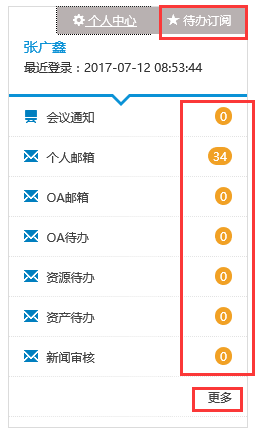 个人中心 待办订阅
张广鑫
最近登录：2017-07-12 08:53:44
会议通知 0
个人邮箱 34
OA邮箱 0
OA待办 0
资源待办 0
资产待办 0
新闻审核 0
更多